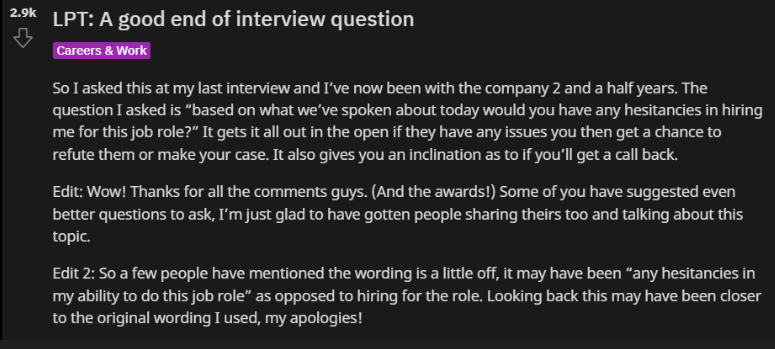 2.9k
LPT: A good end of interview question
Careers & Work
So I asked this at my last interview and I've now been with the company 2 and a half years. The
question I asked is “based on what we've spoken about today would you have any hesitancies in hiring
me for this job role?” It gets it all out in the open if they have any issues you then get a chance to
refute them or make your case. It also gives you an inclination as to if you'll get a call back.
Edit: Wow! Thanks for all the comments guys. (And the awards!) Some of you have suggested even
better questions to ask, I'm just glad to have gotten people sharing theirs too and talking about this
topic.
Edit 2: So a few people have mentioned the wording is a little off, it may have been “any hesitancies in
my ability to do this job role” as opposed to hiring for the role. Looking back this may have been closer
to the original wording I used, my apologies!